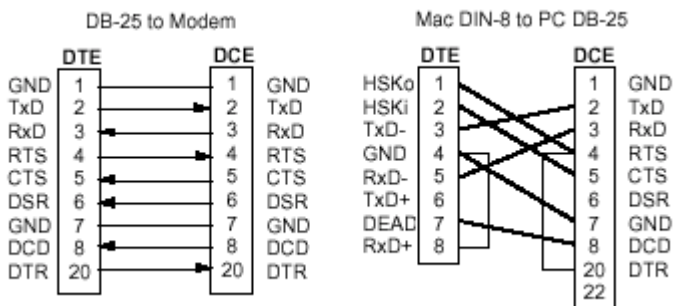 DB-25 to Modem
DTE DCE
GND 1 1 GND
TxD 2 2 TxD
RxD 3 3 RxD
RTS 4 4 RTS
CTS 5 5 CTS
DSR 6 6 DSR
GND 7 7 GND
DCD 8 8 DCD
DTR 20 20 DTR
Mac DIN-8 to PC DB-25
DTE DCE
HSKo 1 1 GND
HSKi 2 2 TxD
TxD- 3 3 RxD
GND 4 4 RTS
RxD- 5 5 CTS
TxD+ 6 6 DSR
DEAD 7 7 GND
RxD+ 8 8 DCD
20 DTR
22